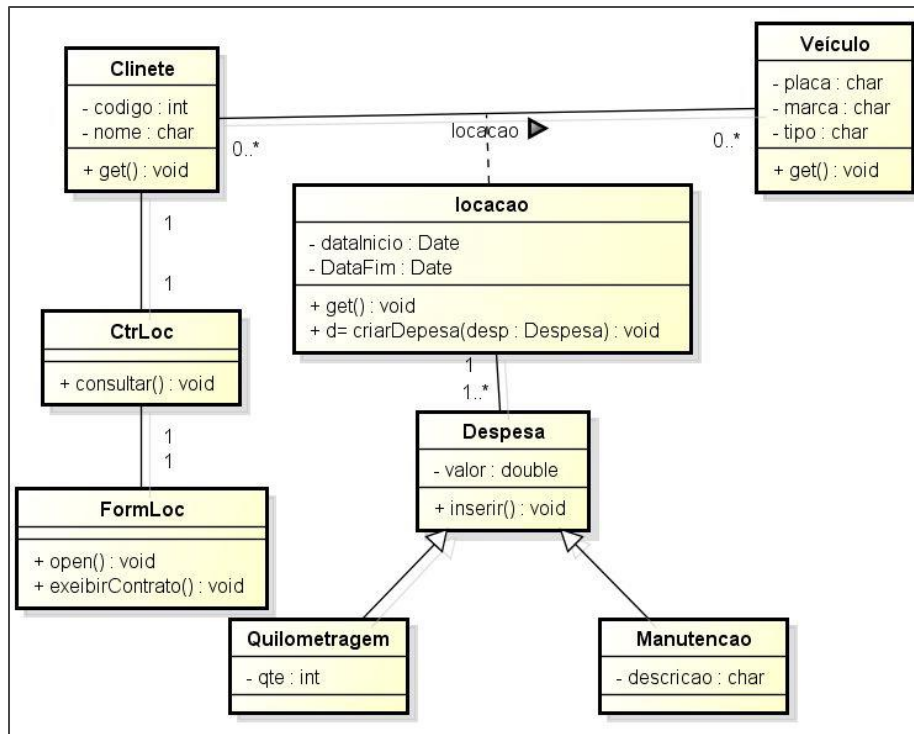 Clinete
- codigo : int
- nome : char
+ get() : void
0..*
locacao
0..*
Veículo
- placa : char
- marca : char
- tipo : char
+ get() : void
locacao
- dataInicio : Date
- DataFim : Date
+ get() : void
+ d= criarDepesa(desp : Despesa) : void
1
1
CtrLoc
+ consultar() : void
1
1
FormLoc
+ open() : void
+ exeibirContrato() : void
1
1..*
Despesa
- valor : double
+ inserir() : void
Quilometragem
- qte : int
Manutencao
- descricao : char